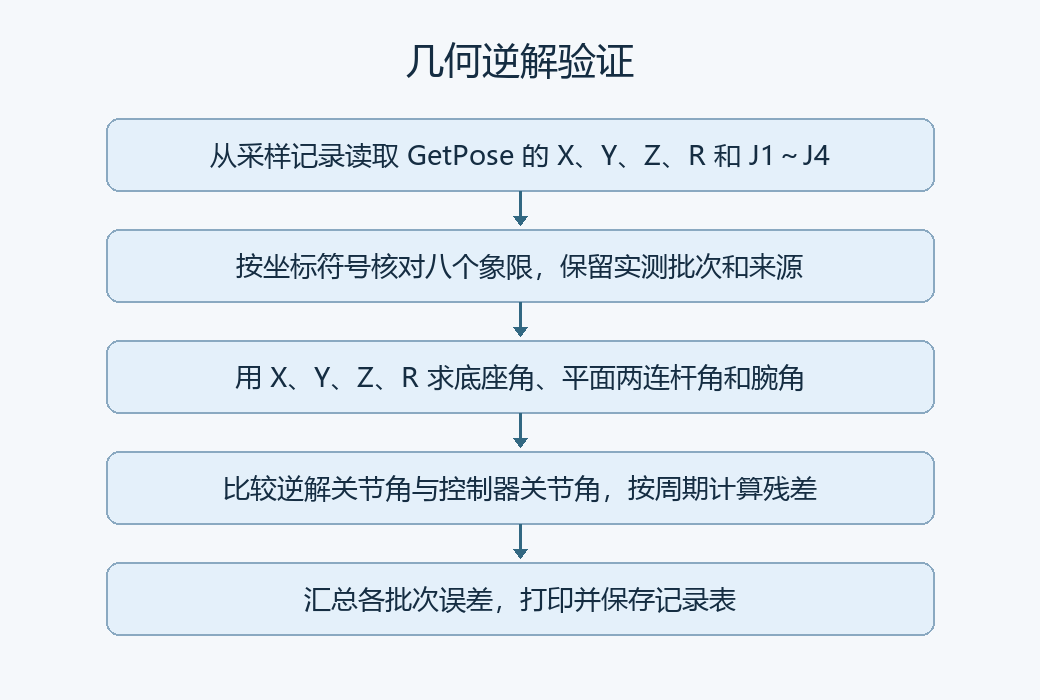 几何逆解验证
从采样记录读取 GetPose 的 X、Y、Z、R 和 J1~J4
按坐标符号核对八个象限，保留实测批次和来源
用 X、Y、Z、R 求底座角、平面两连杆角和腕角
比较逆解关节角与控制器关节角，按周期计算残差
汇总各批次误差，打印并保存记录表